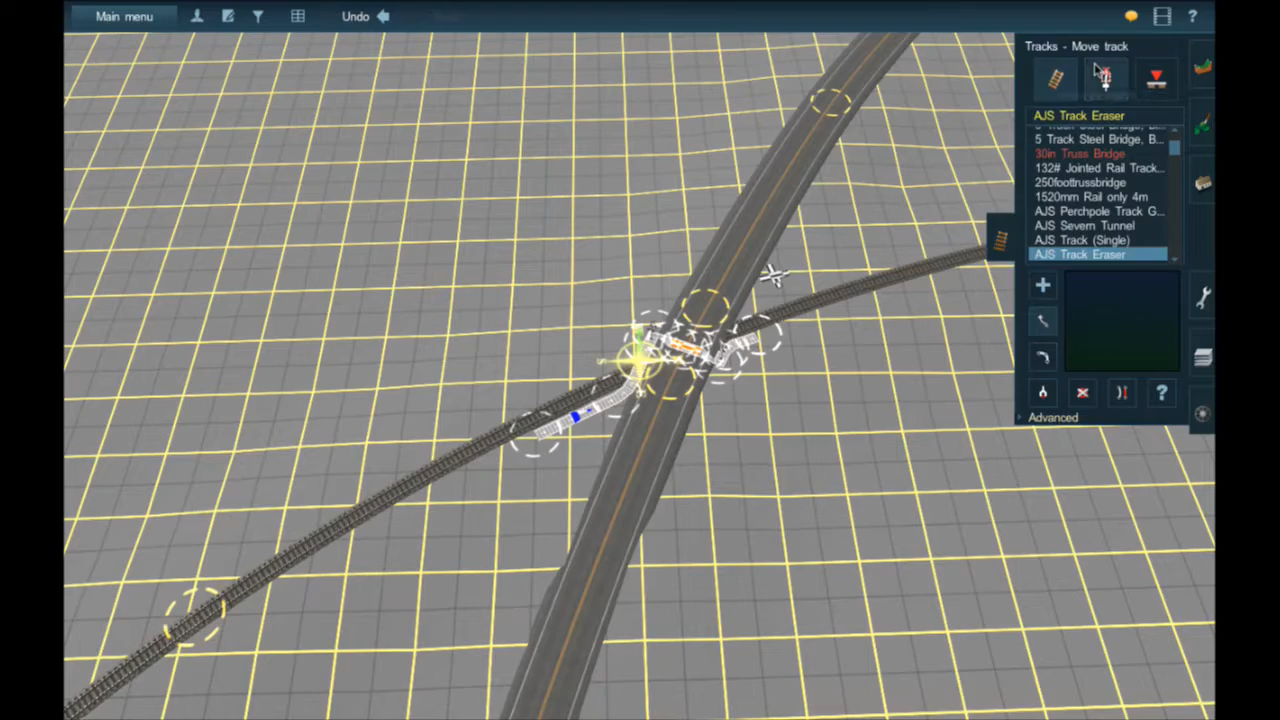 Main menu
Undo
?
Tracks - Move track
AJS Track Eraser
5 Track Steel Bridge, B...
30in Truss Bridge
132# Jointed Rail Track...
250foottrussbridge
1520mm Rail only 4m
AJS Perchpole Track G...
AJS Severn Tunnel
AJS Track (Single)
AJS Track Eraser
?
Advanced